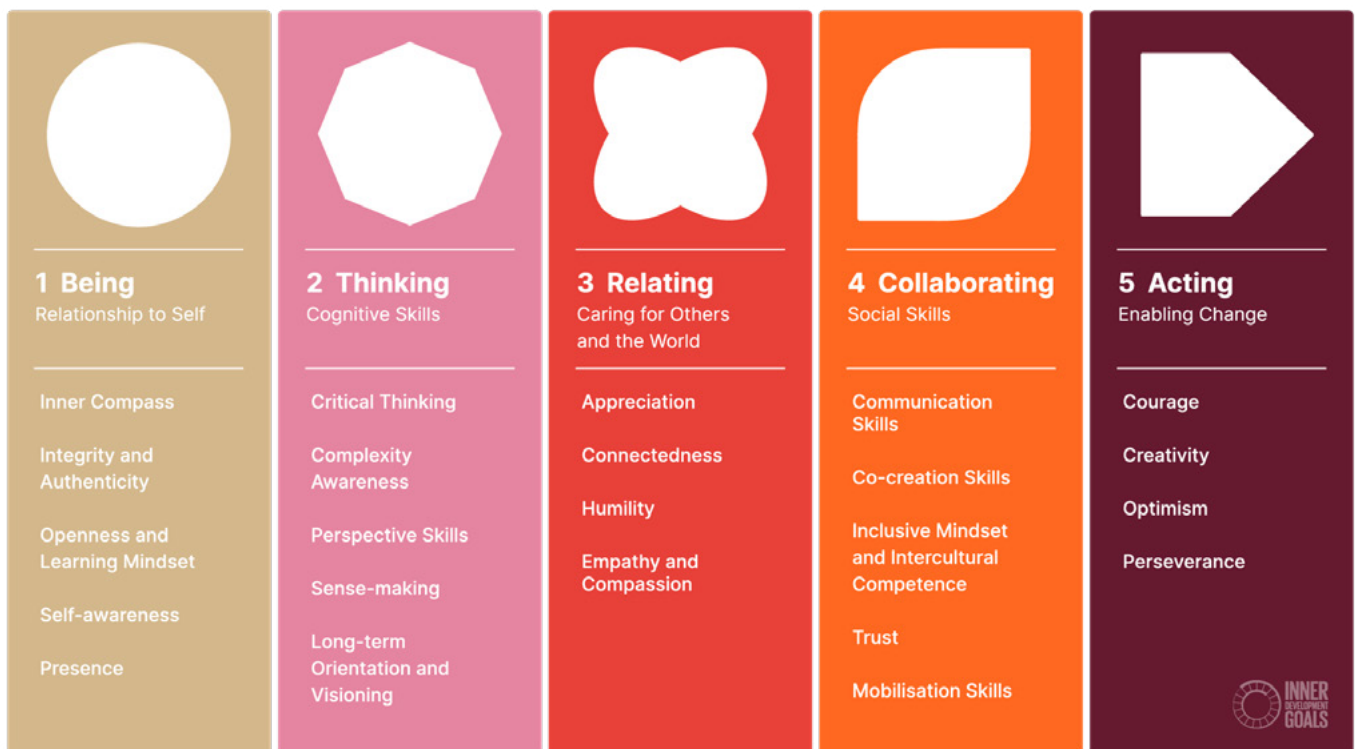 1 Being
Relationship to Self
Inner Compass
Integrity and
Authenticity
Openness and
Learning Mindset
Self-awareness
Presence
2 Thinking
Cognitive Skills
Critical Thinking
Complexity
Awareness
Perspective Skills
Sense-making
Long-term
Orientation and
Visioning
3 Relating
Caring for Others
and the World
Appreciation
Connectedness
Humility
Empathy and
Compassion
4 Collaborating
Social Skills
Communication
Skills
Co-creation Skills
Inclusive Mindset
and Intercultural
Competence
Trust
Mobilisation Skills
5 Acting
Enabling Change
Courage
Creativity
Optimism
Perseverance
INNER
DEVELOPMENT
GOALS